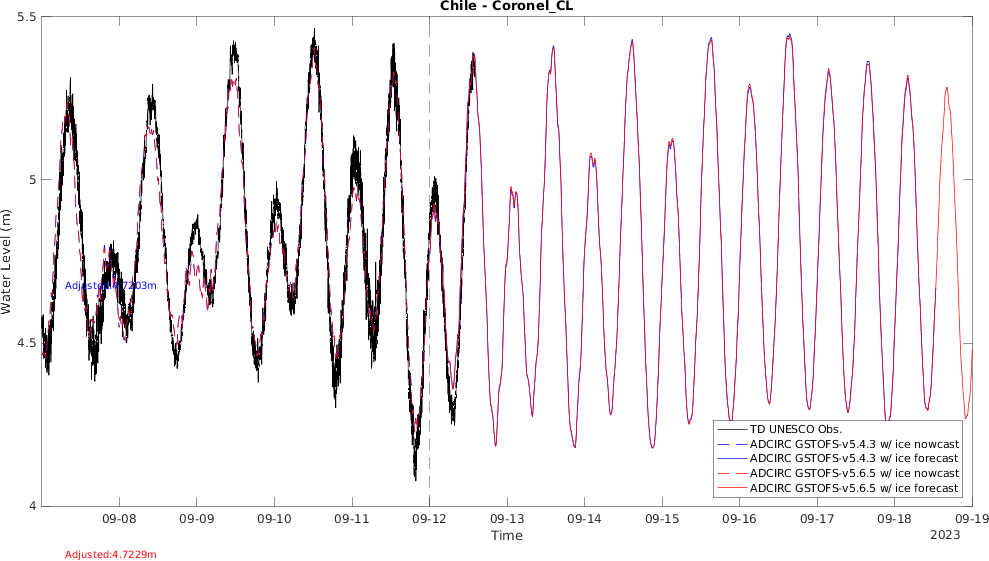 Chile - Coronel_CL
5.5
5
4.5
4
Water Level (m)
Adjusted:4.7203m
TD UNESCO Obs.
ADCIRC GSTOFS-v5.4.3 w/ ice nowcast
ADCIRC GSTOFS-v5.4.3 w/ ice forecast
ADCIRC GSTOFS-v5.6.5 w/ ice nowcast
ADCIRC GSTOFS-v5.6.5 w/ ice forecast
09-08 09-09 09-10 09-11 09-12 09-13 09-14 09-15 09-16 09-17 09-18 09-19
Time
2023
Adjusted:4.7229m